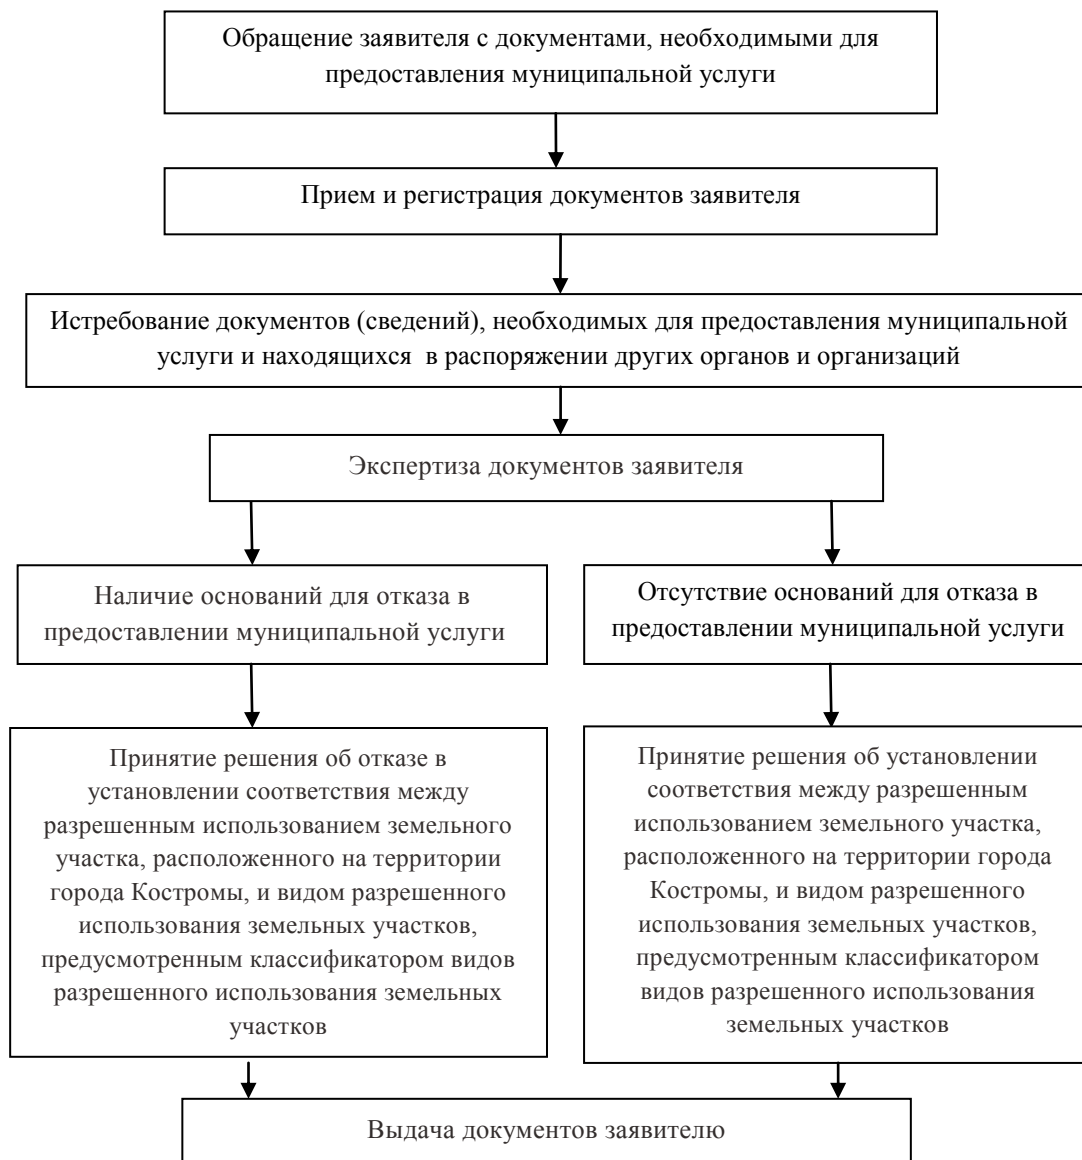 Обращение заявителя с документами, необходимыми для
предоставления муниципальной услуги
Прием и регистрация документов заявителя
Истребование документов (сведений), необходимых для предоставления муниципальной
услуги и находящихся в распоряжении других органов и организаций
Экспертиза документов заявителя
Наличие оснований для отказа в
предоставлении муниципальной услуги
Отсутствие оснований для отказа в
предоставлении муниципальной услуги
Принятие решения об отказе в
установлении соответствия между
разрешенным использованием земельного
участка, расположенного на территории
города Костромы, и видом разрешенного
использования земельных участков,
предусмотренным классификатором видов
разрешенного использования земельных
участков
Принятие решения об установлении
соответствия между разрешенным
использованием земельного участка,
расположенного на территории города
Костромы, и видом разрешенного
использования земельных участков,
предусмотренным классификатором
видов разрешенного использования
земельных участков
Выдача документов заявителю